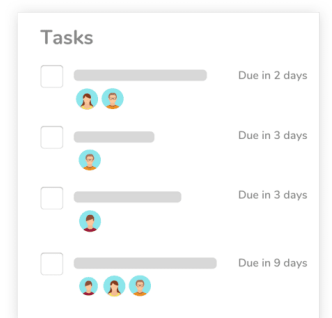 Tasks
Due in 2 days
Due in 3 days
Due in 3 days
Due in 9 days